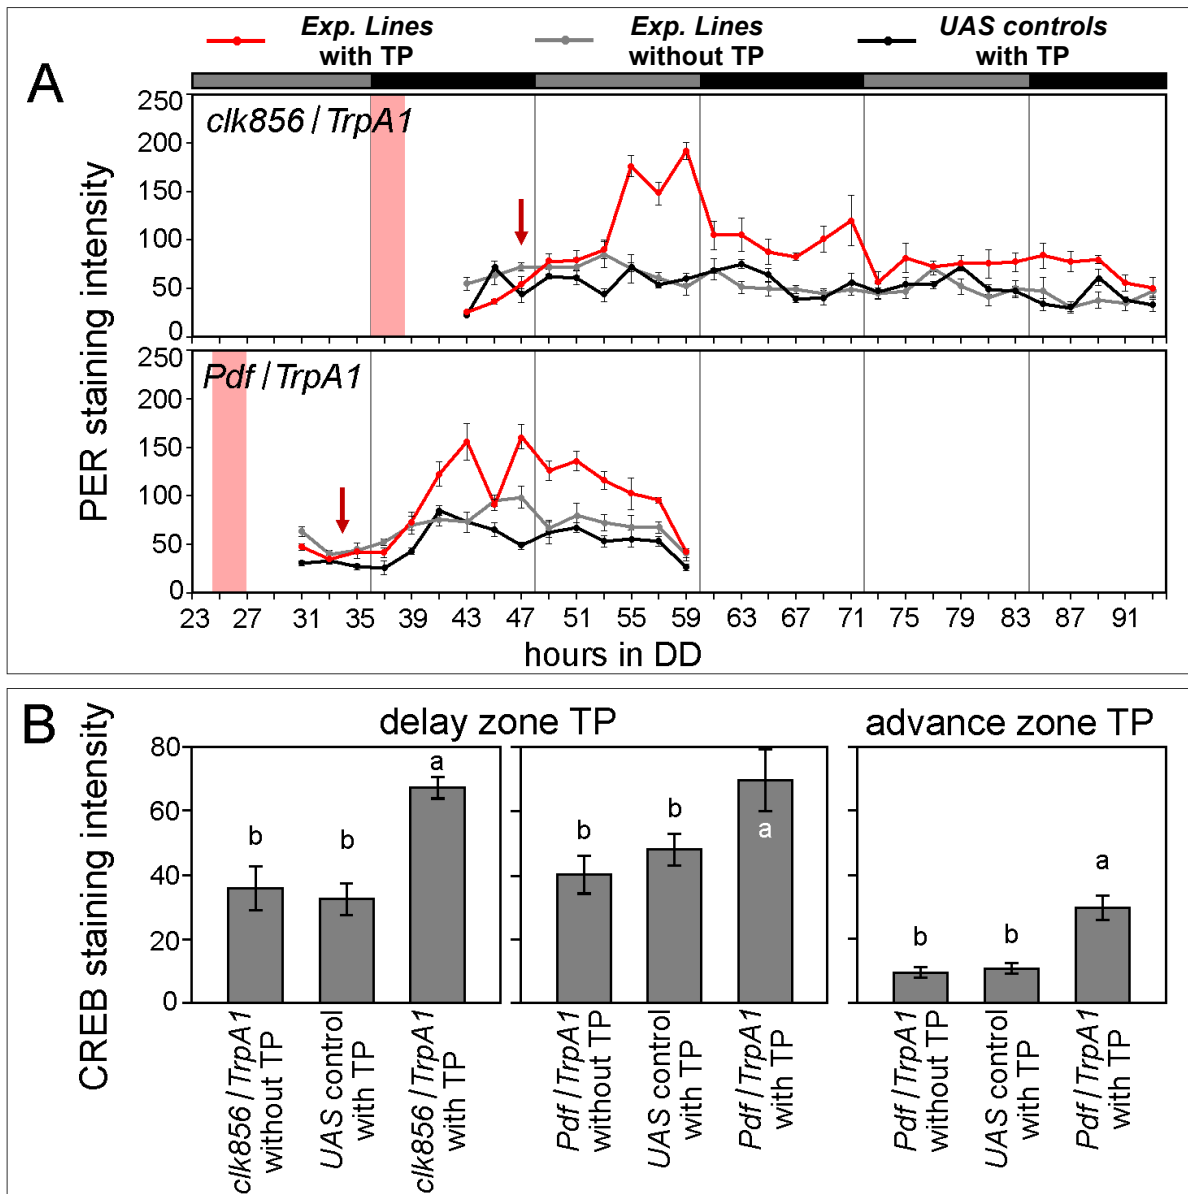 Exp. Lines with TP
Exp. Lines without TP
UAS controls with TP
A
PER staining intensity
clk856 / TrpA1
250
200
150
100
50
0
Pdf / TrpA1
250
200
150
100
50
0
23 27 31 35 39 43 47 51 55 59 63 67 71 75 79 83 87 91
hours in DD
B
CREB staining intensity
delay zone TP
advance zone TP
80
60
40
20
0
b
b
a
b
b
a
b
b
a
clk856 / TrpA1
without TP
UAS control
with TP
clk856 / TrpA1
with TP
Pdf / TrpA1
without TP
UAS control
with TP
Pdf / TrpA1
with TP
Pdf / TrpA1
without TP
UAS control
with TP
Pdf / TrpA1
with TP